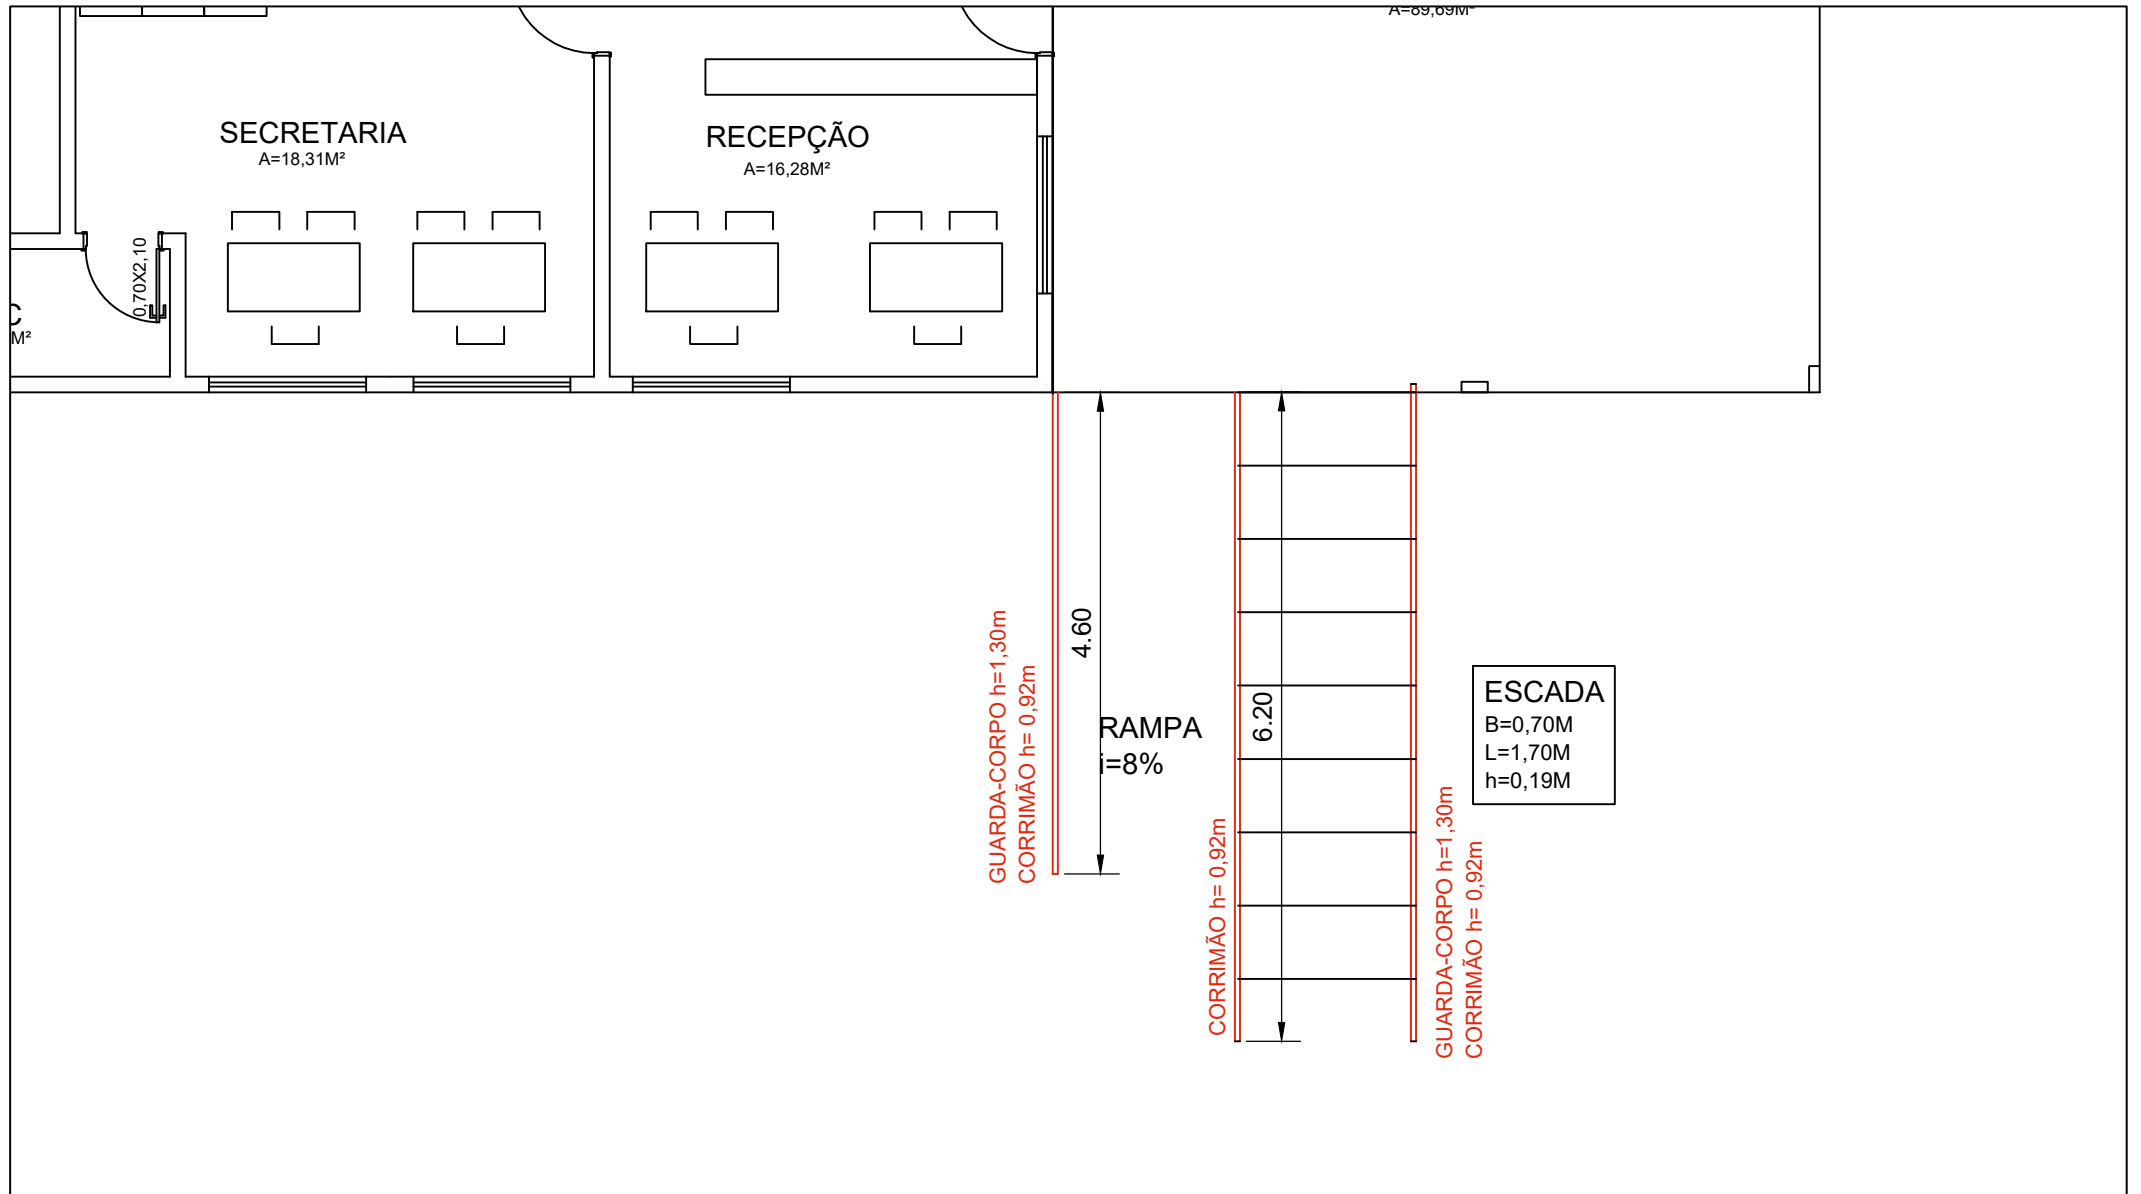 A=89,69M²
SECRETARIA
A=18,31M²
RECEPÇÃO
A=16,28M²
0,70X2,10
C
M²
4.60
GUARDA-CORPO h=1,30m
CORRIMÃO h= 0,92m
RAMPA
i=8%
6.20
CORRIMÃO h= 0,92m
GUARDA-CORPO h=1,30m
CORRIMÃO h= 0,92m
ESCADA
B=0,70M
L=1,70M
h=0,19M